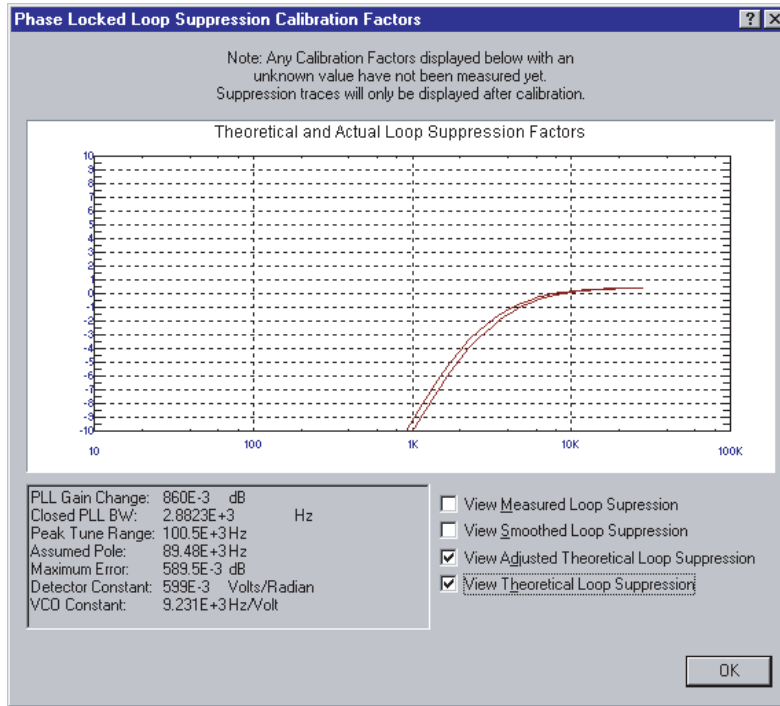 Phase Locked Loop Suppression Calibration Factors
Note: Any Calibration Factors displayed below with an
unknown value have not been measured yet.
Suppression traces will only be displayed after calibration.
Theoretical and Actual Loop Suppression Factors
10
9
8
7
6
5
4
3
2
1
0
-1
-2
-3
-4
-5
-6
-7
-8
-9
-10
10
100
1K
10K
100K
PLL Gain Change: 860E-3 dB
Closed PLL BW: 2.8823E+3 Hz
Peak Tune Range: 100.5E+3 Hz
Assumed Pole: 89.48E+3 Hz
Maximum Error: 589.5E-3 dB
Detector Constant: 599E-3 Volts/Radian
VCO Constant: 9.231E+3 Hz/Volt
View Measured Loop Supression
View Smoothed Loop Suppression
View Adjusted Theoretical Loop Suppression
View Theoretical Loop Suppression
OK